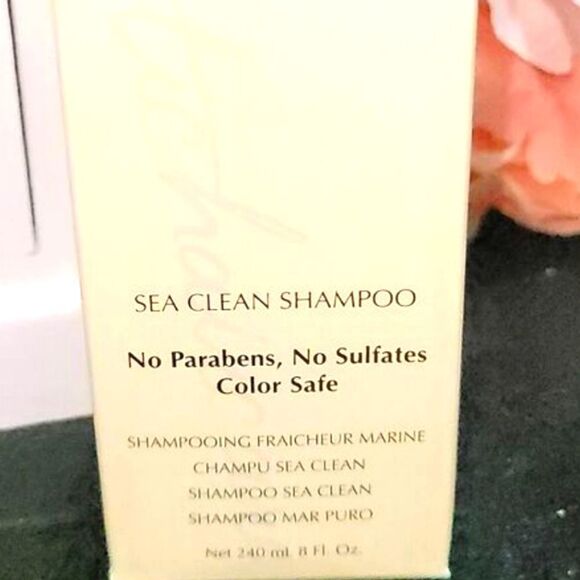 SEA CLEAN SHAMPOO
No Parabens, No Sulfates
Color Safe
SHAMPOOING FRAICHEUR MARINE
CHAMPU SEA CLEAN
SHAMPOO SEA CLEAN
SHAMPOO MAR PURO
Net 240 ml. 8 Fl. Oz.